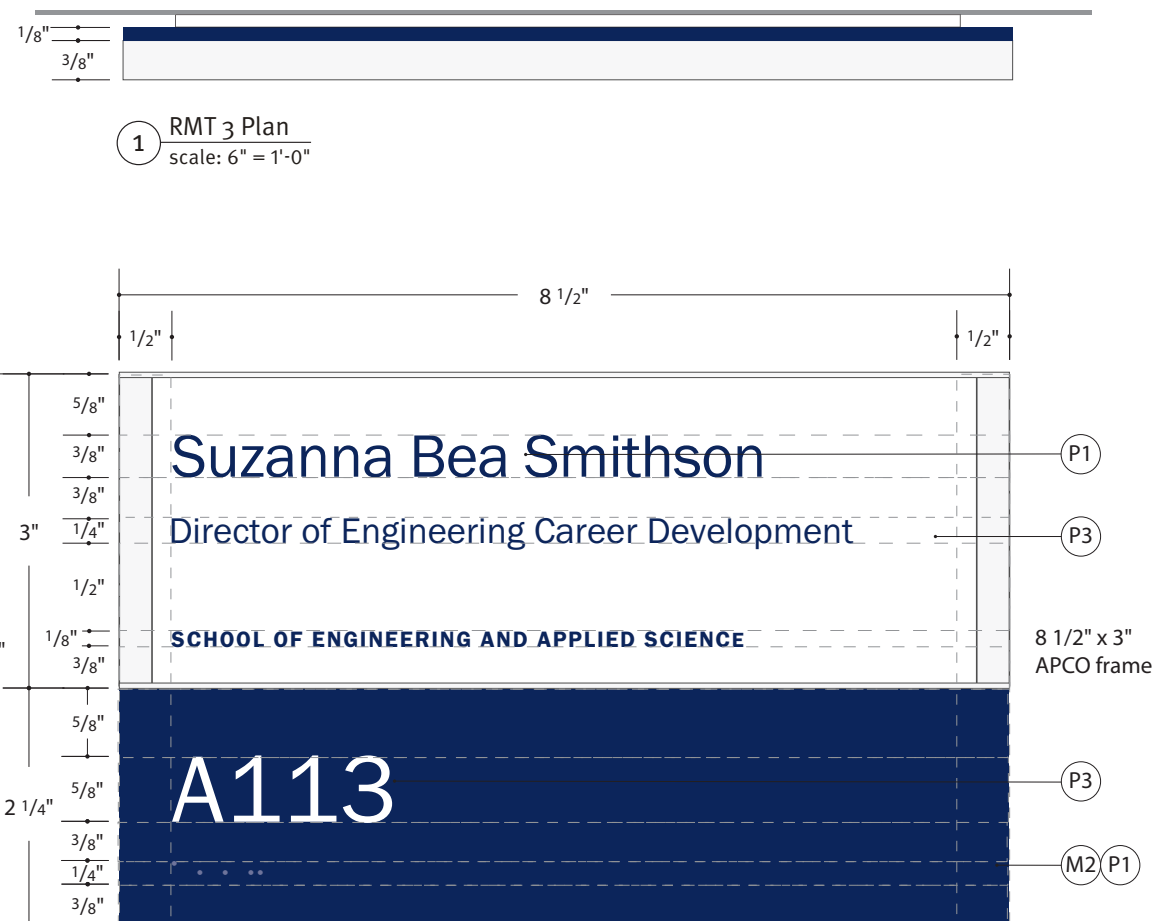 1/8"
3/8"
1
RMT 3 Plan
scale: 6" = 1'-0"
8 1/2"
1/2"
1/2"
5/8"
3/8"
Suzanna Bea Smithson
P1
3/8"
3"
1/4"
Director of Engineering Career Development
P3
1/2"
"
1/8"
SCHOOL OF ENGINEERING AND APPLIED SCIENCE
8 1/2" x 3"
3/8"
APCO frame
5/8"
2 1/4"
5/8"
A113
P3
3/8"
1/4"
M2 P1
3/8"